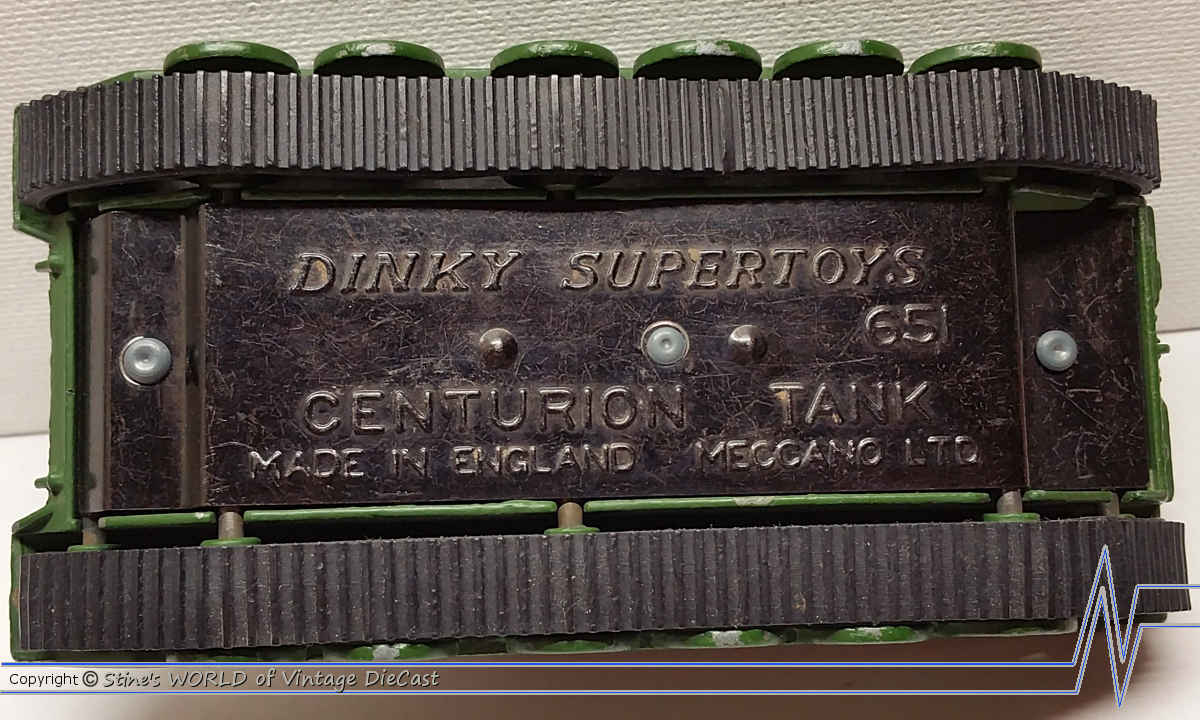 DINKY SUPERTOYS
651
CENTURION TANK
MADE IN ENGLAND MECCANO LTD
Copyright © Stine's WORLD of Vintage DieCast